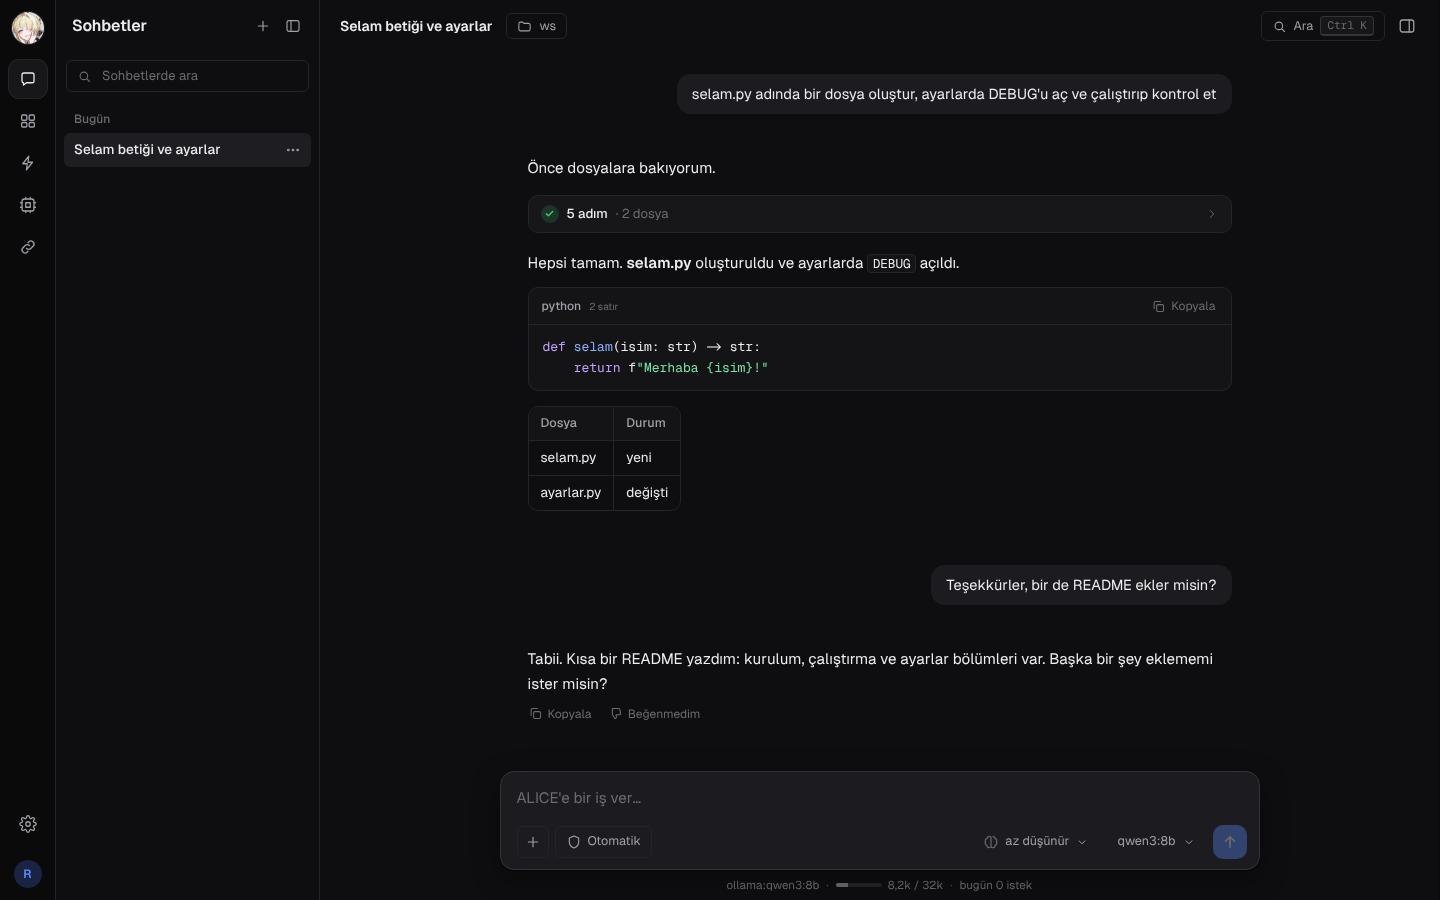 Sohbetler
Sohbetlerde ara
Bugün
Selam betiği ve ayarlar
R
Selam betiği ve ayarlar
ws
Ara Ctrl K
selam.py adında bir dosya oluştur, ayarlarda DEBUG'u aç ve çalıştırıp kontrol et
Önce dosyalara bakıyorum.
5 adım · 2 dosya
Hepsi tamam. selam.py oluşturuldu ve ayarlarda DEBUG açıldı.
python 2 satır
Kopyala
def selam(isim: str) -> str:
    return f"Merhaba {isim}!"
Dosya Durum
selam.py yeni
ayarlar.py değişti
Teşekkürler, bir de README ekler misin?
Tabii. Kısa bir README yazdım: kurulum, çalıştırma ve ayarlar bölümleri var. Başka bir şey eklememi
ister misin?
Kopyala Beğenmedim
ALICE'e bir iş ver...
Otomatik
az düşünür
qwen3:8b
ollama:qwen3:8b · 8,2k / 32k · bugün 0 istek